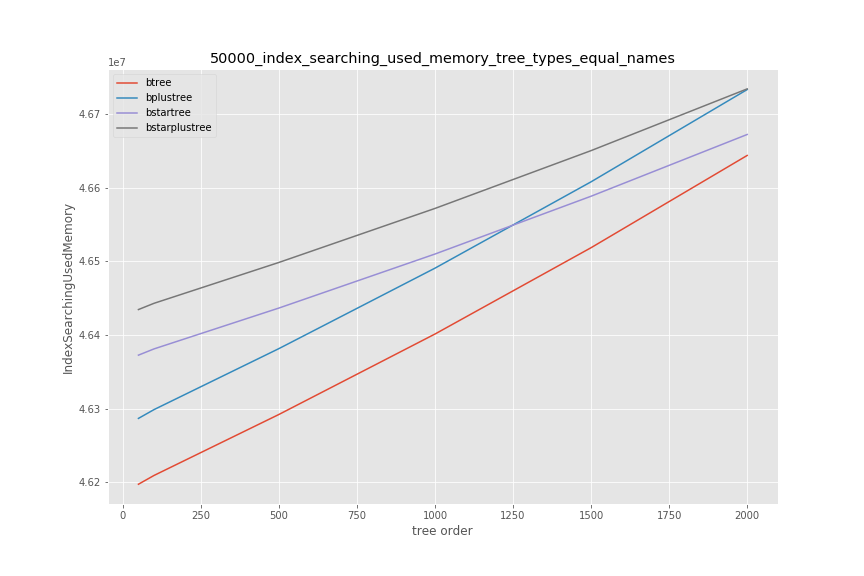 50000_index_searching_used_memory_tree_types_equal_names
1e7
btree
bplustree
bstartree
bstarplustree
4.67
4.66
4.65
4.64
4.63
4.62
IndexSearchingUsedMemory
0 250 500 750 1000 1250 1500 1750 2000
tree order